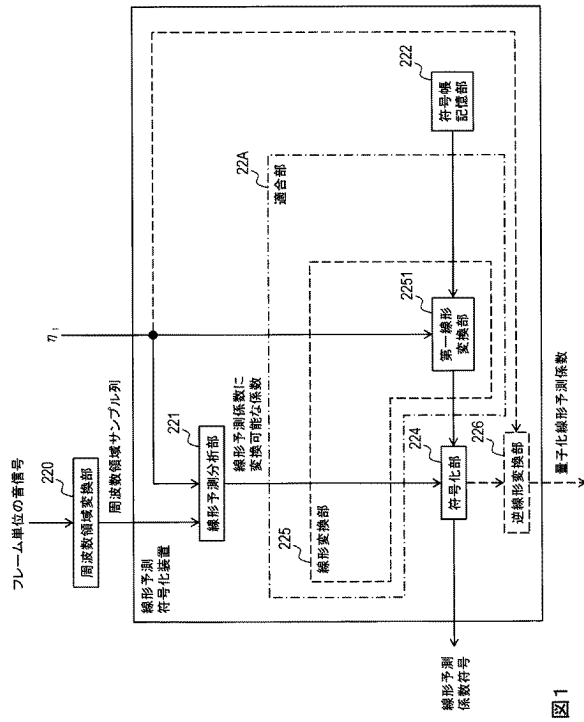 フレーム単位の音信号
220
周波数領域変換部
周波数領域サンプル列
η₁
線形予測
符号化装置
221
線形予測分析部
線形予測係数に
変換可能な係数
22A
適合部
222
符号帳
記憶部
225
線形変換部
2251
第一線形
変換部
224
符号化部
226
逆線形変換部
線形予測
係数符号
量子化線形予測係数
図1